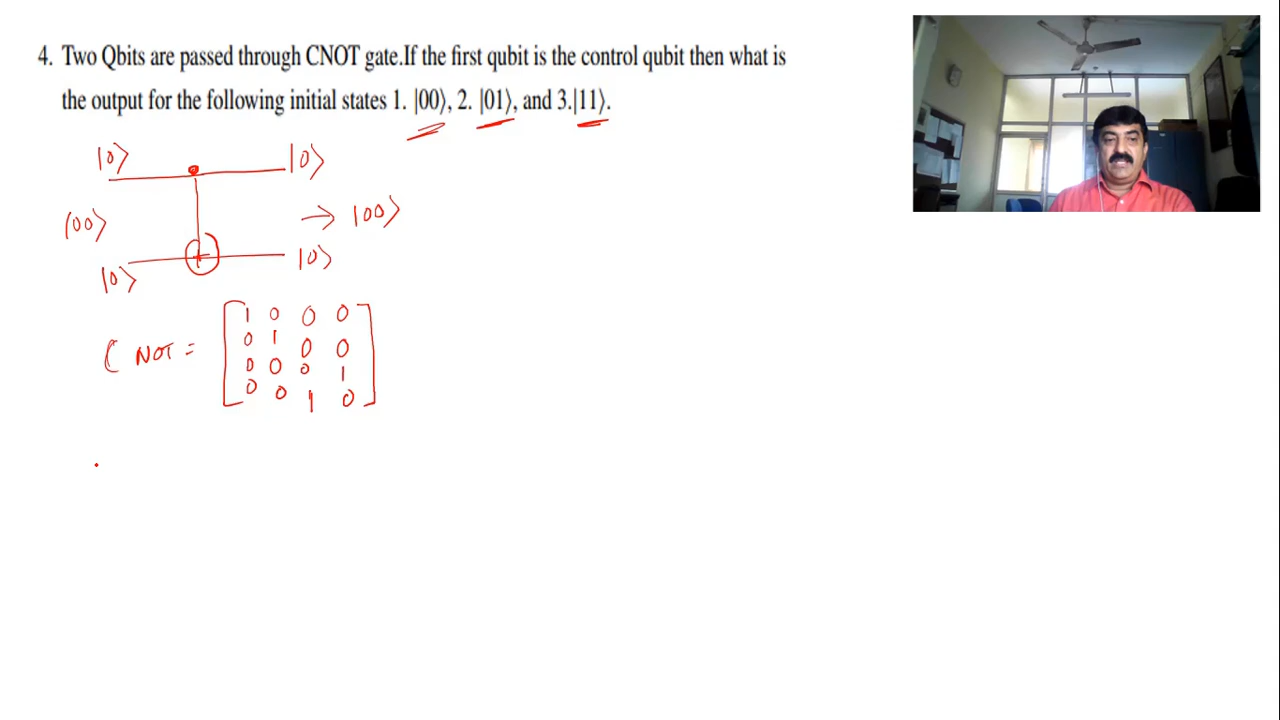 4. Two Qbits are passed through CNOT gate.If the first qubit is the control qubit then what is
the output for the following initial states 1. |00⟩, 2. |01⟩, and 3.|11⟩.
|0⟩ |0⟩
|00⟩ → |00⟩
|0⟩ |0⟩
CNOT =
1 0 0 0
0 1 0 0
0 0 0 1
0 0 1 0